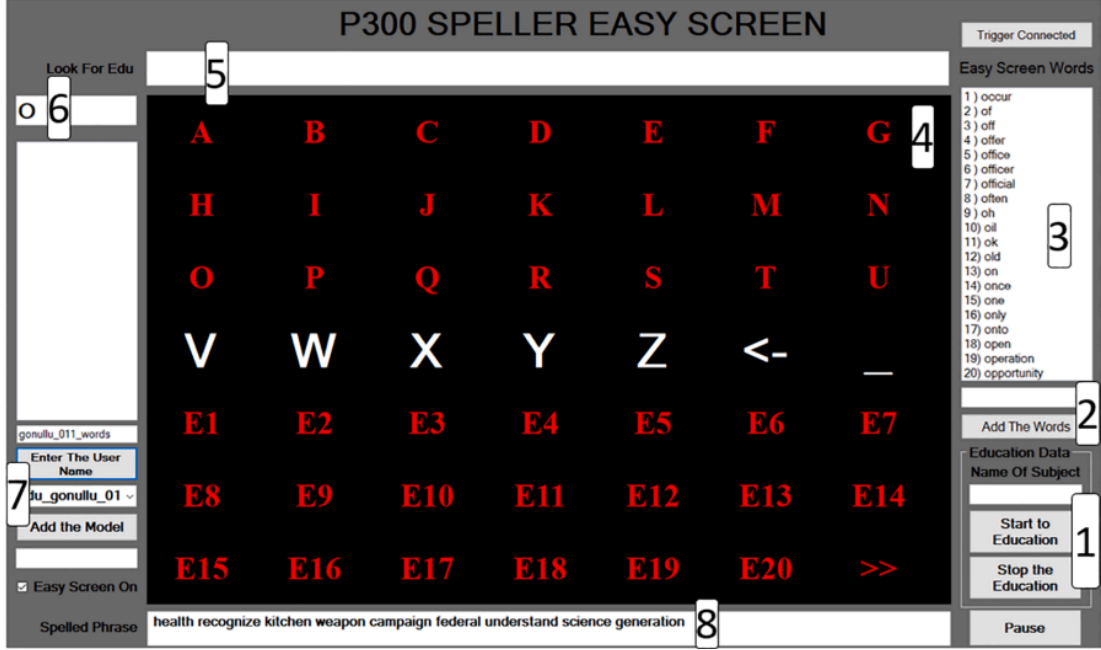 P300 SPELLER EASY SCREEN
Trigger Connected
Look For Edu
5
Easy Screen Words
O
6
A B C D E F G
4
H I J K L M N
O P Q R S T U
V W X Y Z <- _
E1 E2 E3 E4 E5 E6 E7
E8 E9 E10 E11 E12 E13 E14
E15 E16 E17 E18 E19 E20 >>
1 ) occur
2 ) of
3 ) off
4 ) offer
5 ) office
6 ) officer
7 ) official
8 ) often
9 ) oh
10) oil
11) ok
12) old
13) on
14) once
15) one
16) only
17) onto
18) open
19) operation
20) opportunity
3
2
Add The Words
Education Data
Name Of Subject
Start to
Education
1
Stop the
Education
Pause
gonullu_011_words
Enter The User
Name
7
du_gonullu_01
Add the Model
Easy Screen On
Spelled Phrase
health recognize kitchen weapon campaign federal understand science generation
8